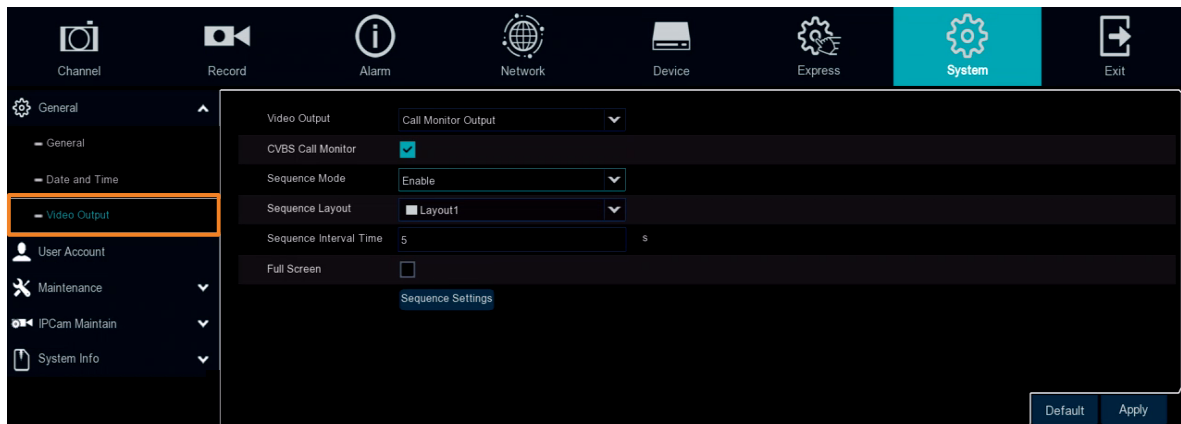 Channel Record Alarm Network Device Express System Exit
General
General
Date and Time
Video Output
User Account
Maintenance
IPCam Maintain
System Info
Video Output Call Monitor Output
CVBS Call Monitor
Sequence Mode Enable
Sequence Layout Layout1
Sequence Interval Time 5 s
Full Screen
Sequence Settings
Default Apply